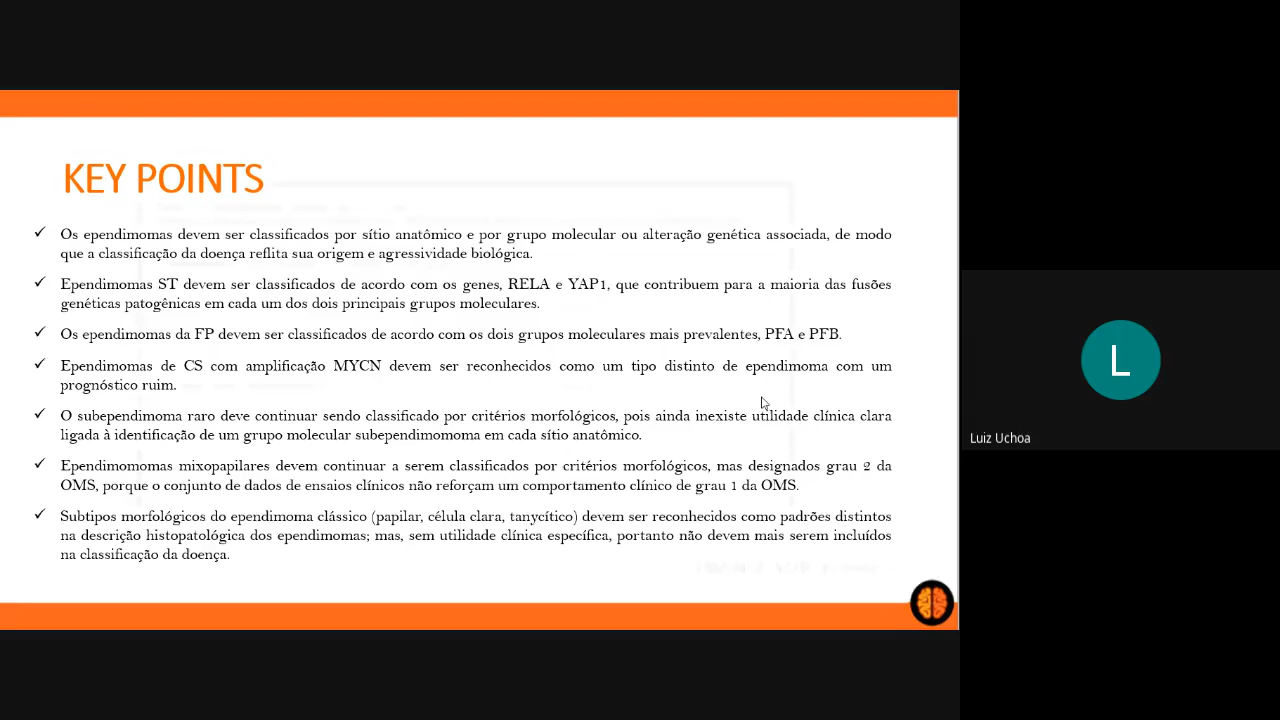 KEY POINTS
✓ Os ependimomas devem ser classificados por sítio anatômico e por grupo molecular ou alteração genética associada, de modo
que a classificação da doença reflita sua origem e agressividade biológica.
✓ Ependimomas ST devem ser classificados de acordo com os genes, RELA e YAP1, que contribuem para a maioria das fusões
genéticas patogênicas em cada um dos dois principais grupos moleculares.
✓ Os ependimomas da FP devem ser classificados de acordo com os dois grupos moleculares mais prevalentes, PFA e PFB.
✓ Ependimomas de CS com amplificação MYCN devem ser reconhecidos como um tipo distinto de ependimoma com um
prognóstico ruim.
✓ O subependimoma raro deve continuar sendo classificado por critérios morfológicos, pois ainda inexiste utilidade clínica clara
ligada à identificação de um grupo molecular subependimomoma em cada sítio anatômico.
✓ Ependimomomas mixopapilares devem continuar a serem classificados por critérios morfológicos, mas designados grau 2 da
OMS, porque o conjunto de dados de ensaios clínicos não reforçam um comportamento clínico de grau 1 da OMS.
✓ Subtipos morfológicos do ependimoma clássico (papilar, célula clara, tanycítico) devem ser reconhecidos como padrões distintos
na descrição histopatológica dos ependimomas; mas, sem utilidade clínica específica, portanto não devem mais serem incluídos
na classificação da doença.
L
Luiz Uchoa